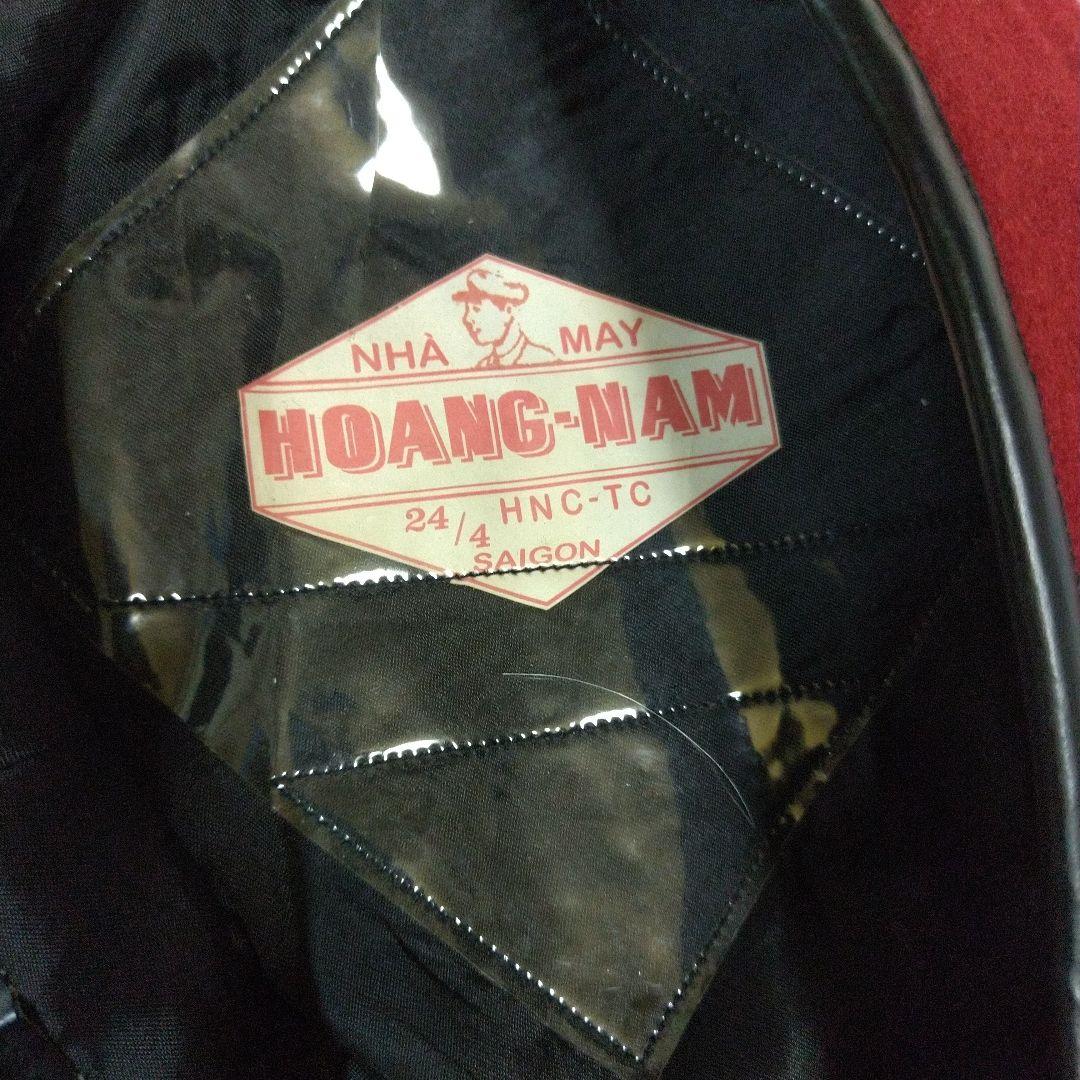 NHÀ MAY
HOANG-NAM
24/4 HNC-TC
SAIGON